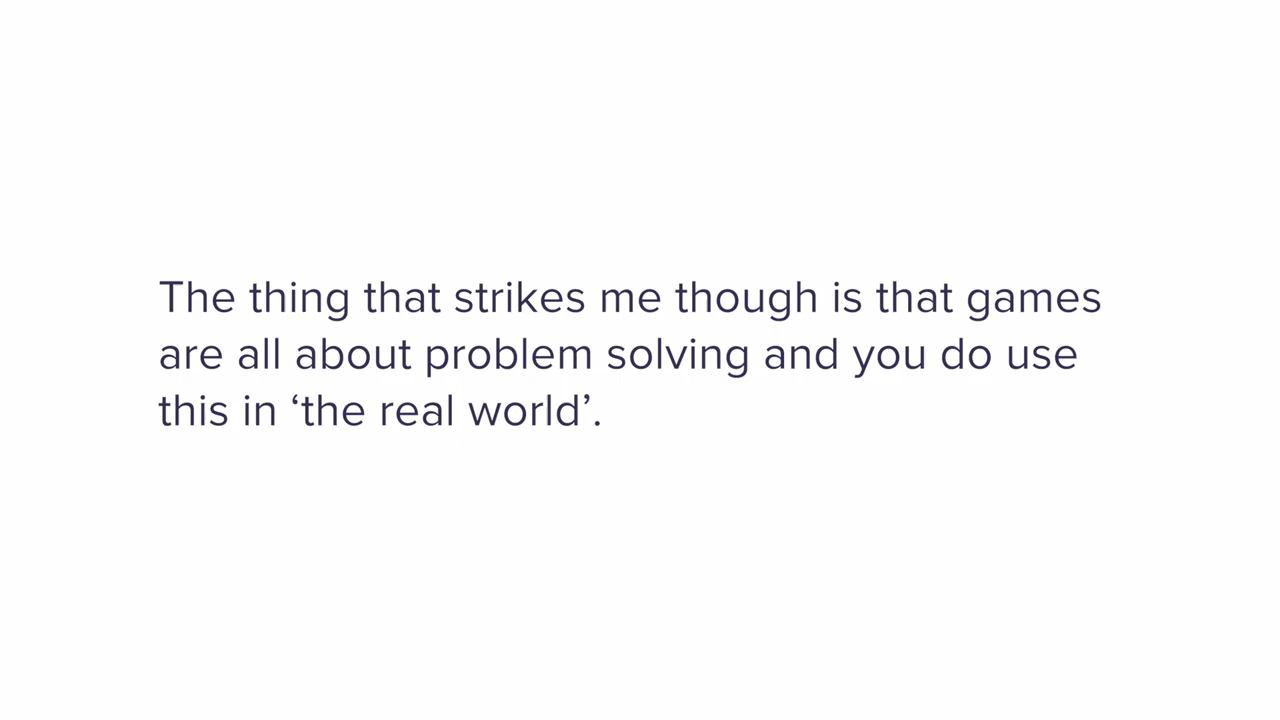 The thing that strikes me though is that games
are all about problem solving and you do use
this in ‘the real world’.